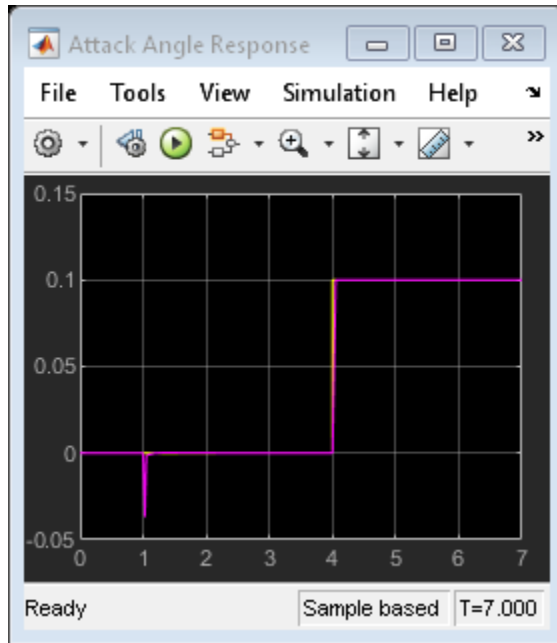 Attack Angle Response
File Tools View Simulation Help
0.15
0.1
0.05
0
-0.05
0 1 2 3 4 5 6 7
Ready Sample based T=7.000